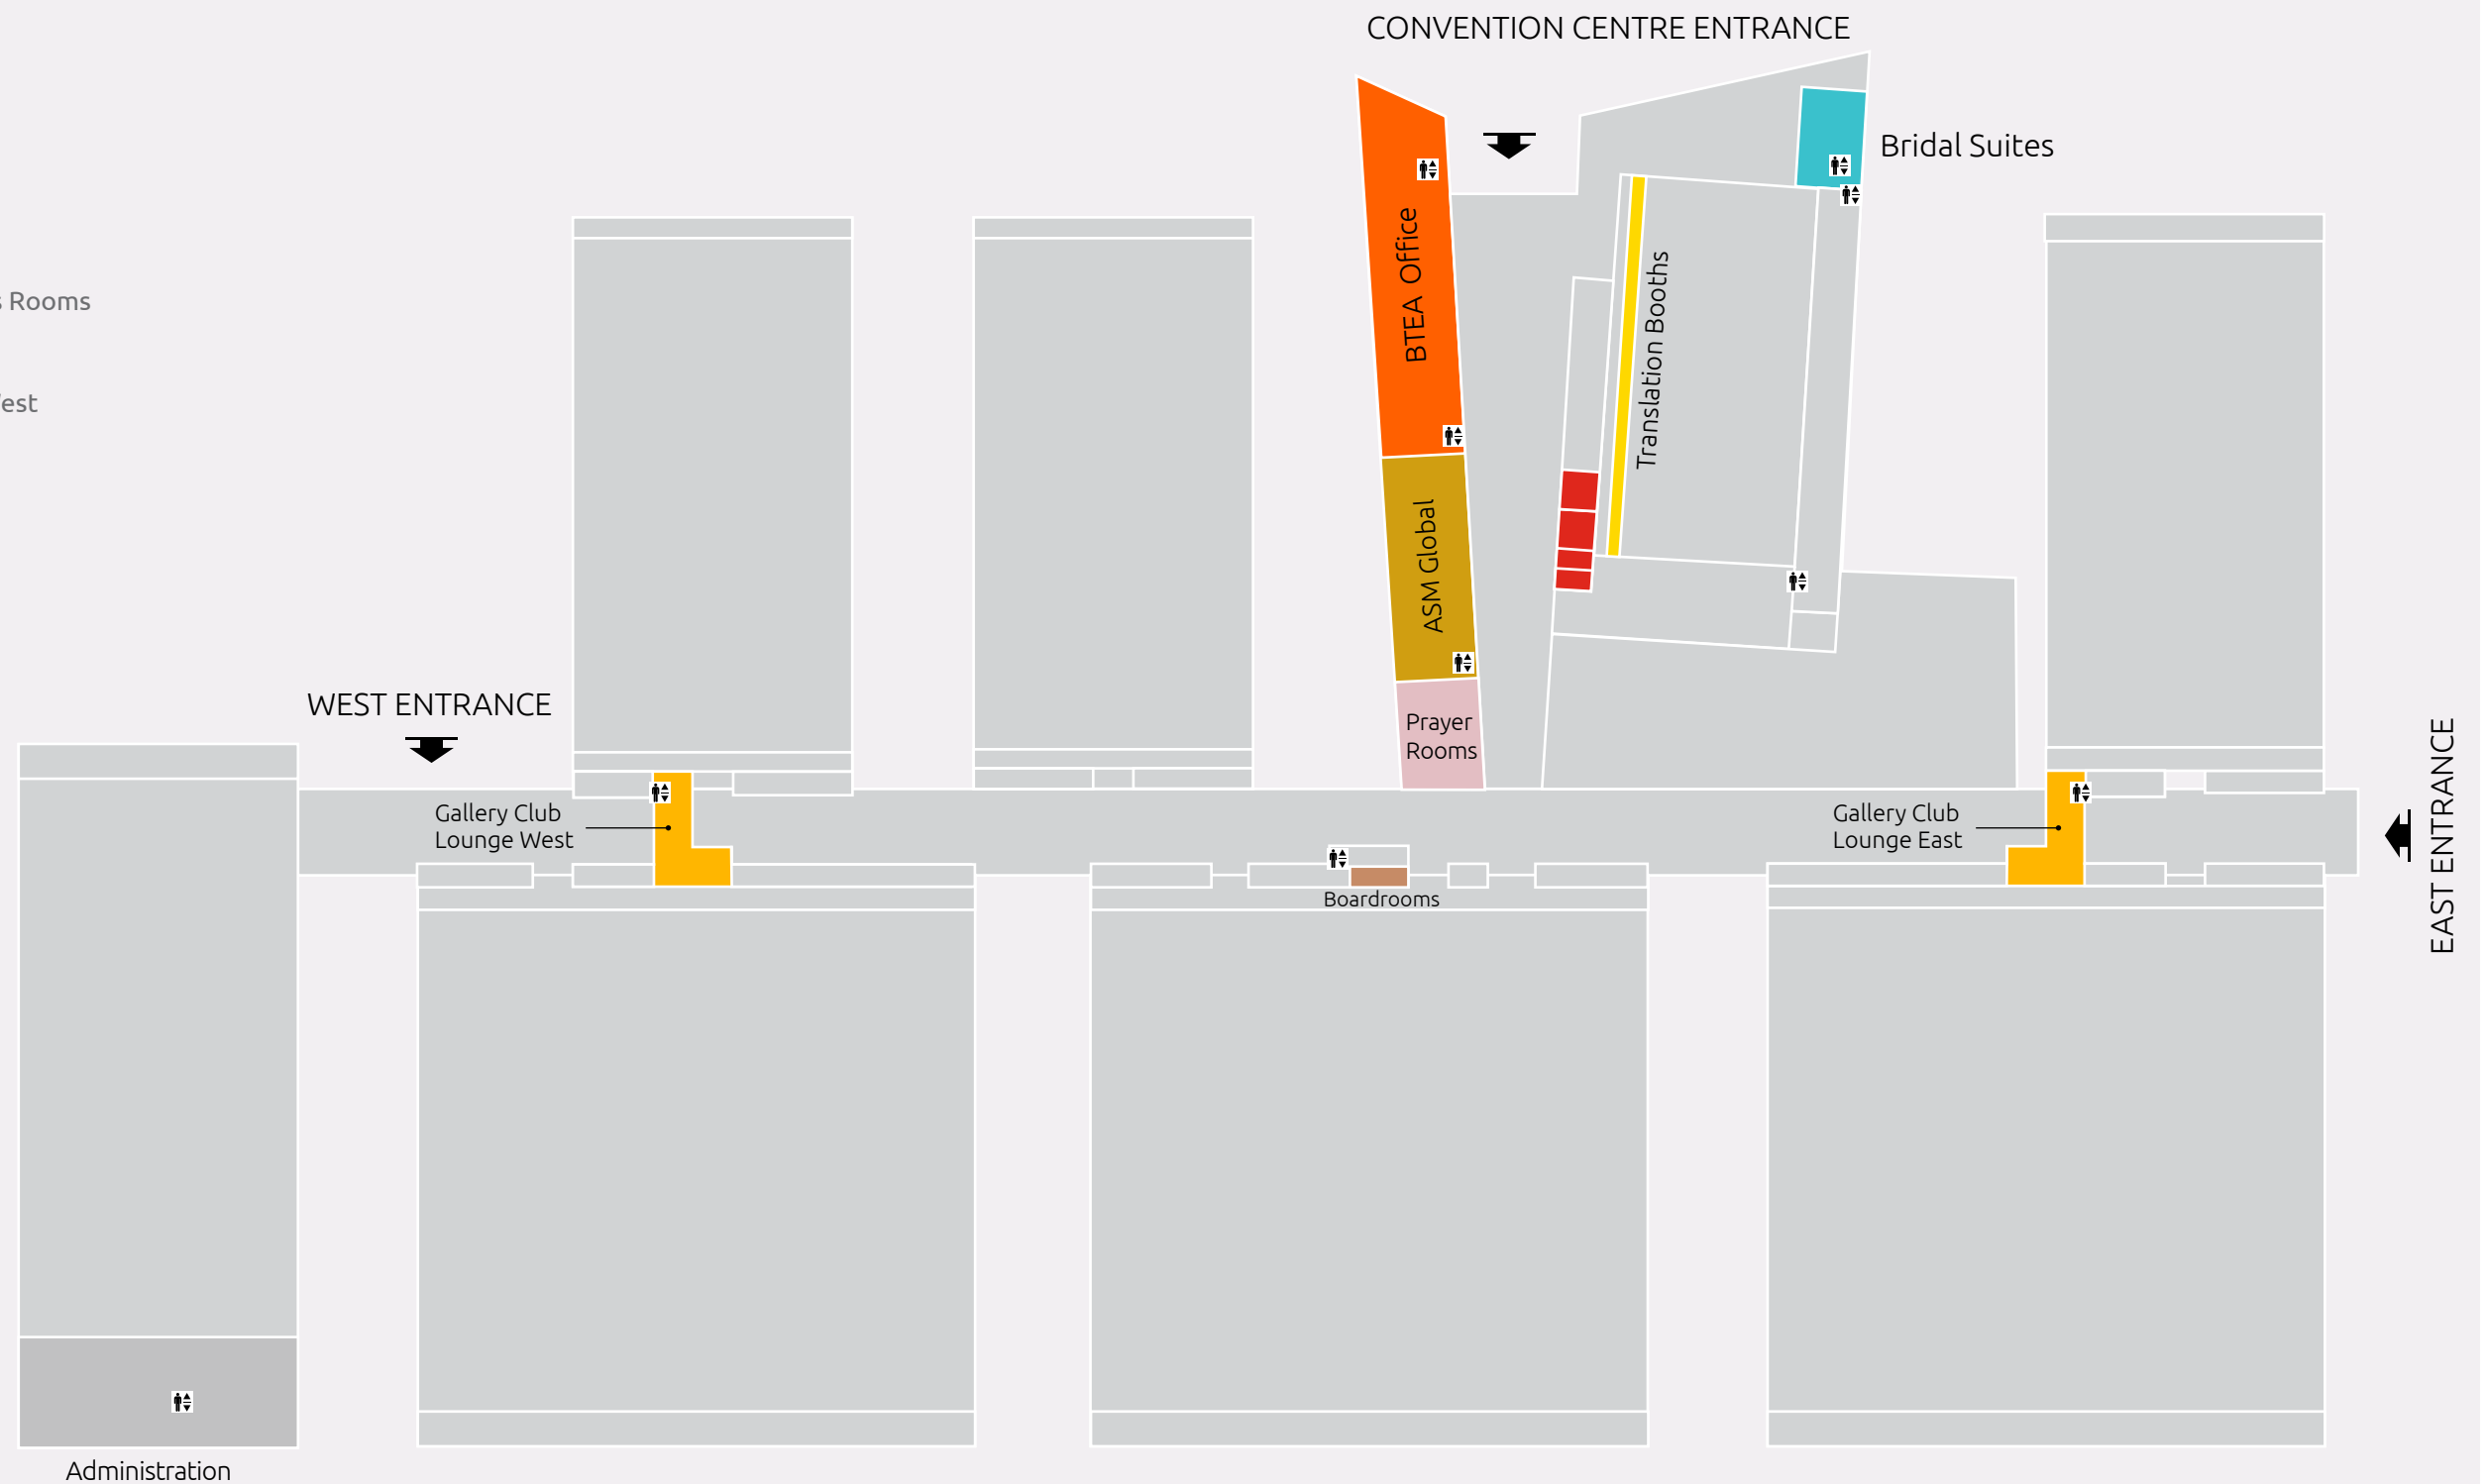 CONVENTION CENTRE ENTRANCE
Bridal Suites
BTEA Office
Translation Booths
Rooms
ASM Global
WEST ENTRANCE
Prayer
Rooms
EAST ENTRANCE
Gallery Club
Lounge West
Gallery Club
Lounge East
Boardrooms
Administration